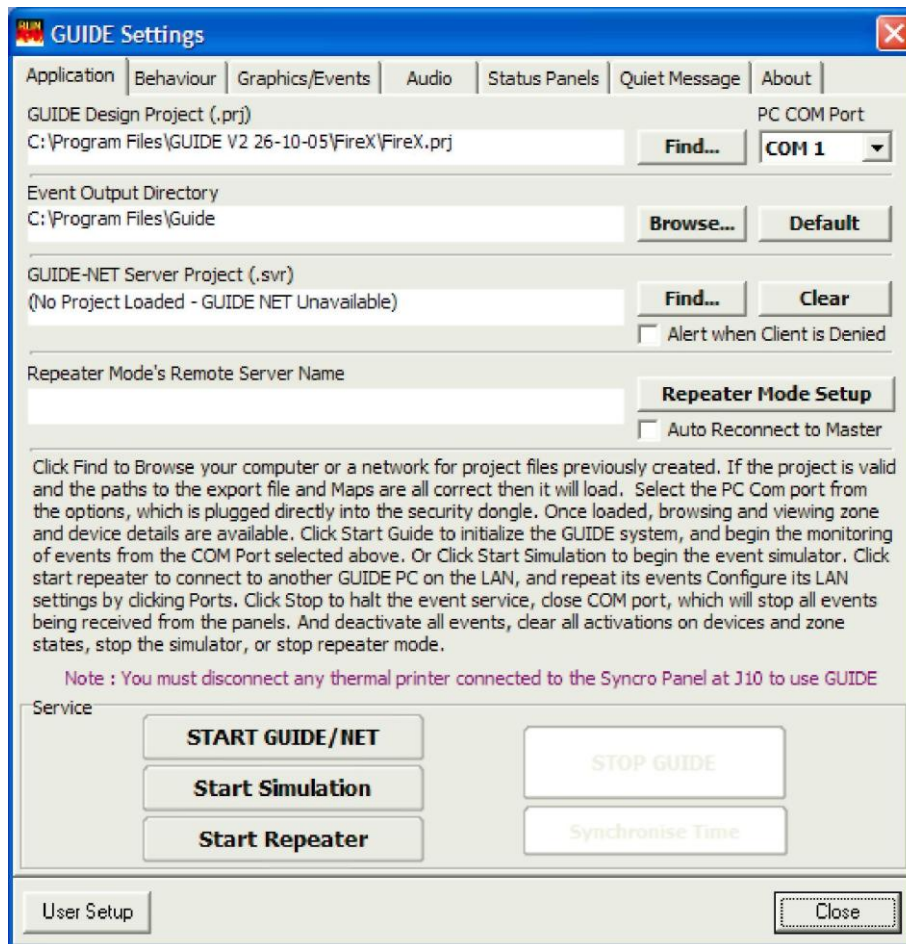 RUN
GUIDE Settings
Application Behaviour Graphics/Events Audio Status Panels Quiet Message About
GUIDE Design Project (.prj) PC COM Port
C:\Program Files\GUIDE V2 26-10-05\FireX\FireX.prj Find... COM 1
Event Output Directory
C:\Program Files\Guide Browse... Default
GUIDE-NET Server Project (.svr)
(No Project Loaded - GUIDE NET Unavailable) Find... Clear
Alert when Client is Denied
Repeater Mode's Remote Server Name
Repeater Mode Setup
Auto Reconnect to Master
Click Find to Browse your computer or a network for project files previously created. If the project is valid
and the paths to the export file and Maps are all correct then it will load. Select the PC Com port from
the options, which is plugged directly into the security dongle. Once loaded, browsing and viewing zone
and device details are available. Click Start Guide to initialize the GUIDE system, and begin the monitoring
of events from the COM Port selected above. Or Click Start Simulation to begin the event simulator. Click
start repeater to connect to another GUIDE PC on the LAN, and repeat its events Configure its LAN
settings by clicking Ports. Click Stop to halt the event service, close COM port, which will stop all events
being received from the panels. And deactivate all events, clear all activations on devices and zone
states, stop the simulator, or stop repeater mode.
Note : You must disconnect any thermal printer connected to the Syncro Panel at J10 to use GUIDE
Service
START GUIDE/NET
Start Simulation
Start Repeater
STOP GUIDE
Synchronise Time
User Setup Close